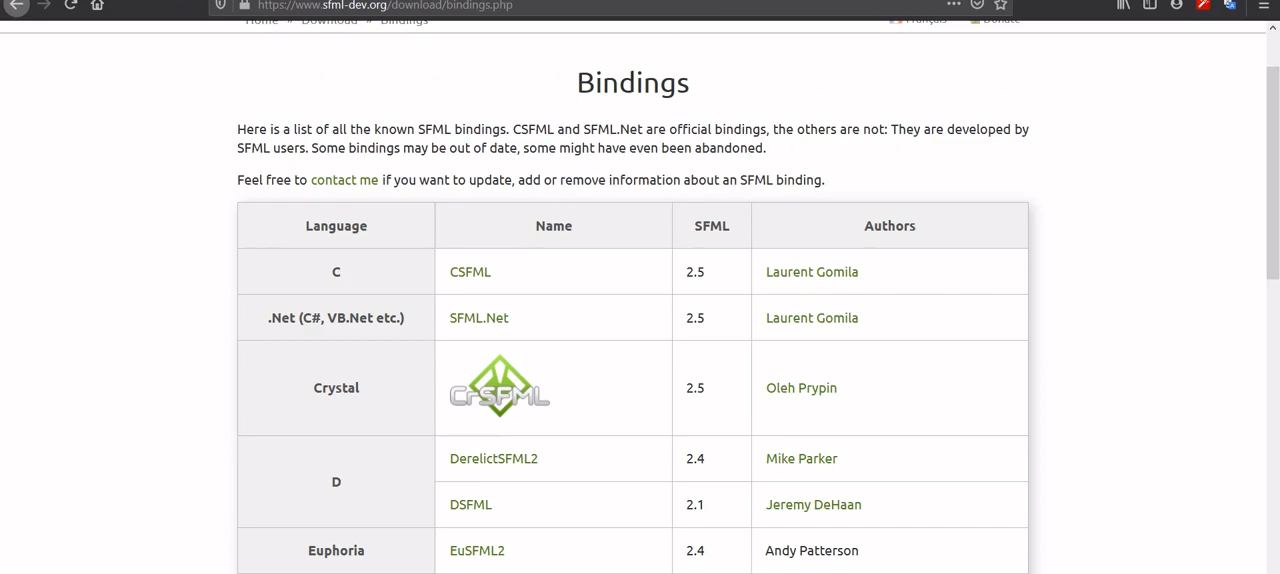 https://www.sfml-dev.org/download/bindings.php
Home » Download » Bindings
Français
Donate
Bindings
Here is a list of all the known SFML bindings. CSFML and SFML.Net are official bindings, the others are not: They are developed by
SFML users. Some bindings may be out of date, some might have even been abandoned.
Feel free to contact me if you want to update, add or remove information about an SFML binding.
Language Name SFML Authors
C CSFML 2.5 Laurent Gomila
.Net (C#, VB.Net etc.) SFML.Net 2.5 Laurent Gomila
Crystal CrSFML 2.5 Oleh Prypin
D
DerelictSFML2 2.4 Mike Parker
DSFML 2.1 Jeremy DeHaan
Euphoria EuSFML2 2.4 Andy Patterson